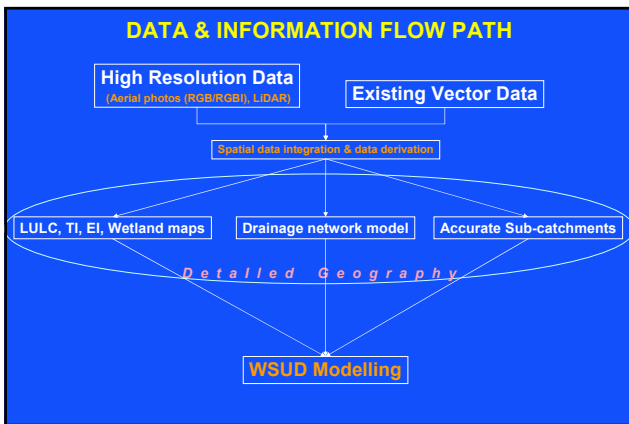 DATA & INFORMATION FLOW PATH
High Resolution Data
(Aerial photos (RGB/RGBI), LiDAR)
Existing Vector Data
Spatial data integration & data derivation
LULC, TI, EI, Wetland maps
Drainage network model
Accurate Sub-catchments
Detailed Geography
WSUD Modelling